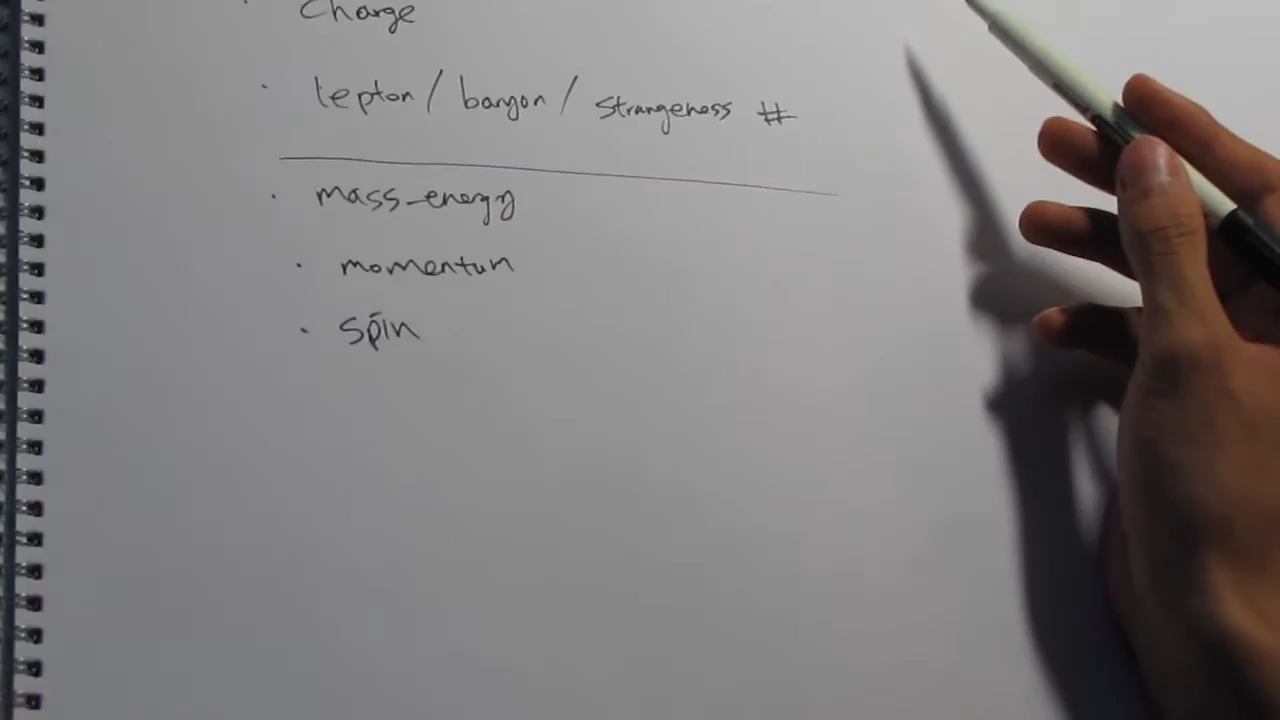 Charge
· lepton / baryon / strangeness #
· mass-energy
· momentum
· spin